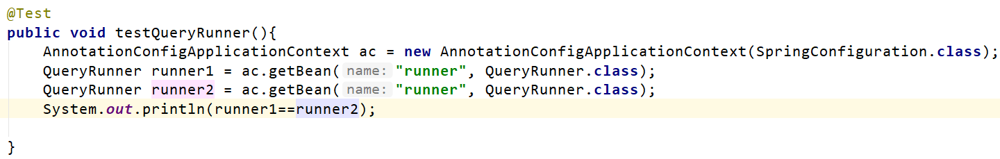 @Test
public void testQueryRunner(){
AnnotationConfigApplicationContext ac = new AnnotationConfigApplicationContext(SpringConfiguration.class);
QueryRunner runner1 = ac.getBean( name: "runner", QueryRunner.class);
QueryRunner runner2 = ac.getBean( name: "runner", QueryRunner.class);
System.out.println(runner1==runner2);
}